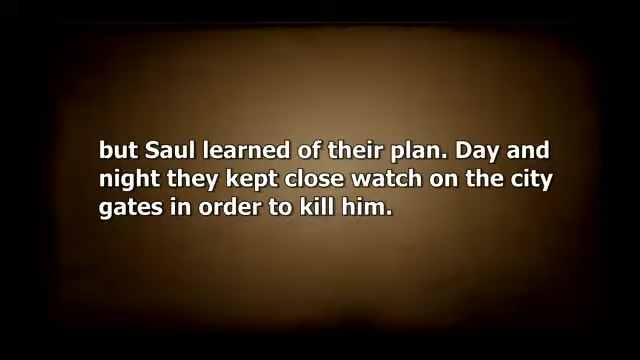 but Saul learned of their plan. Day and
night they kept close watch on the city
gates in order to kill him.